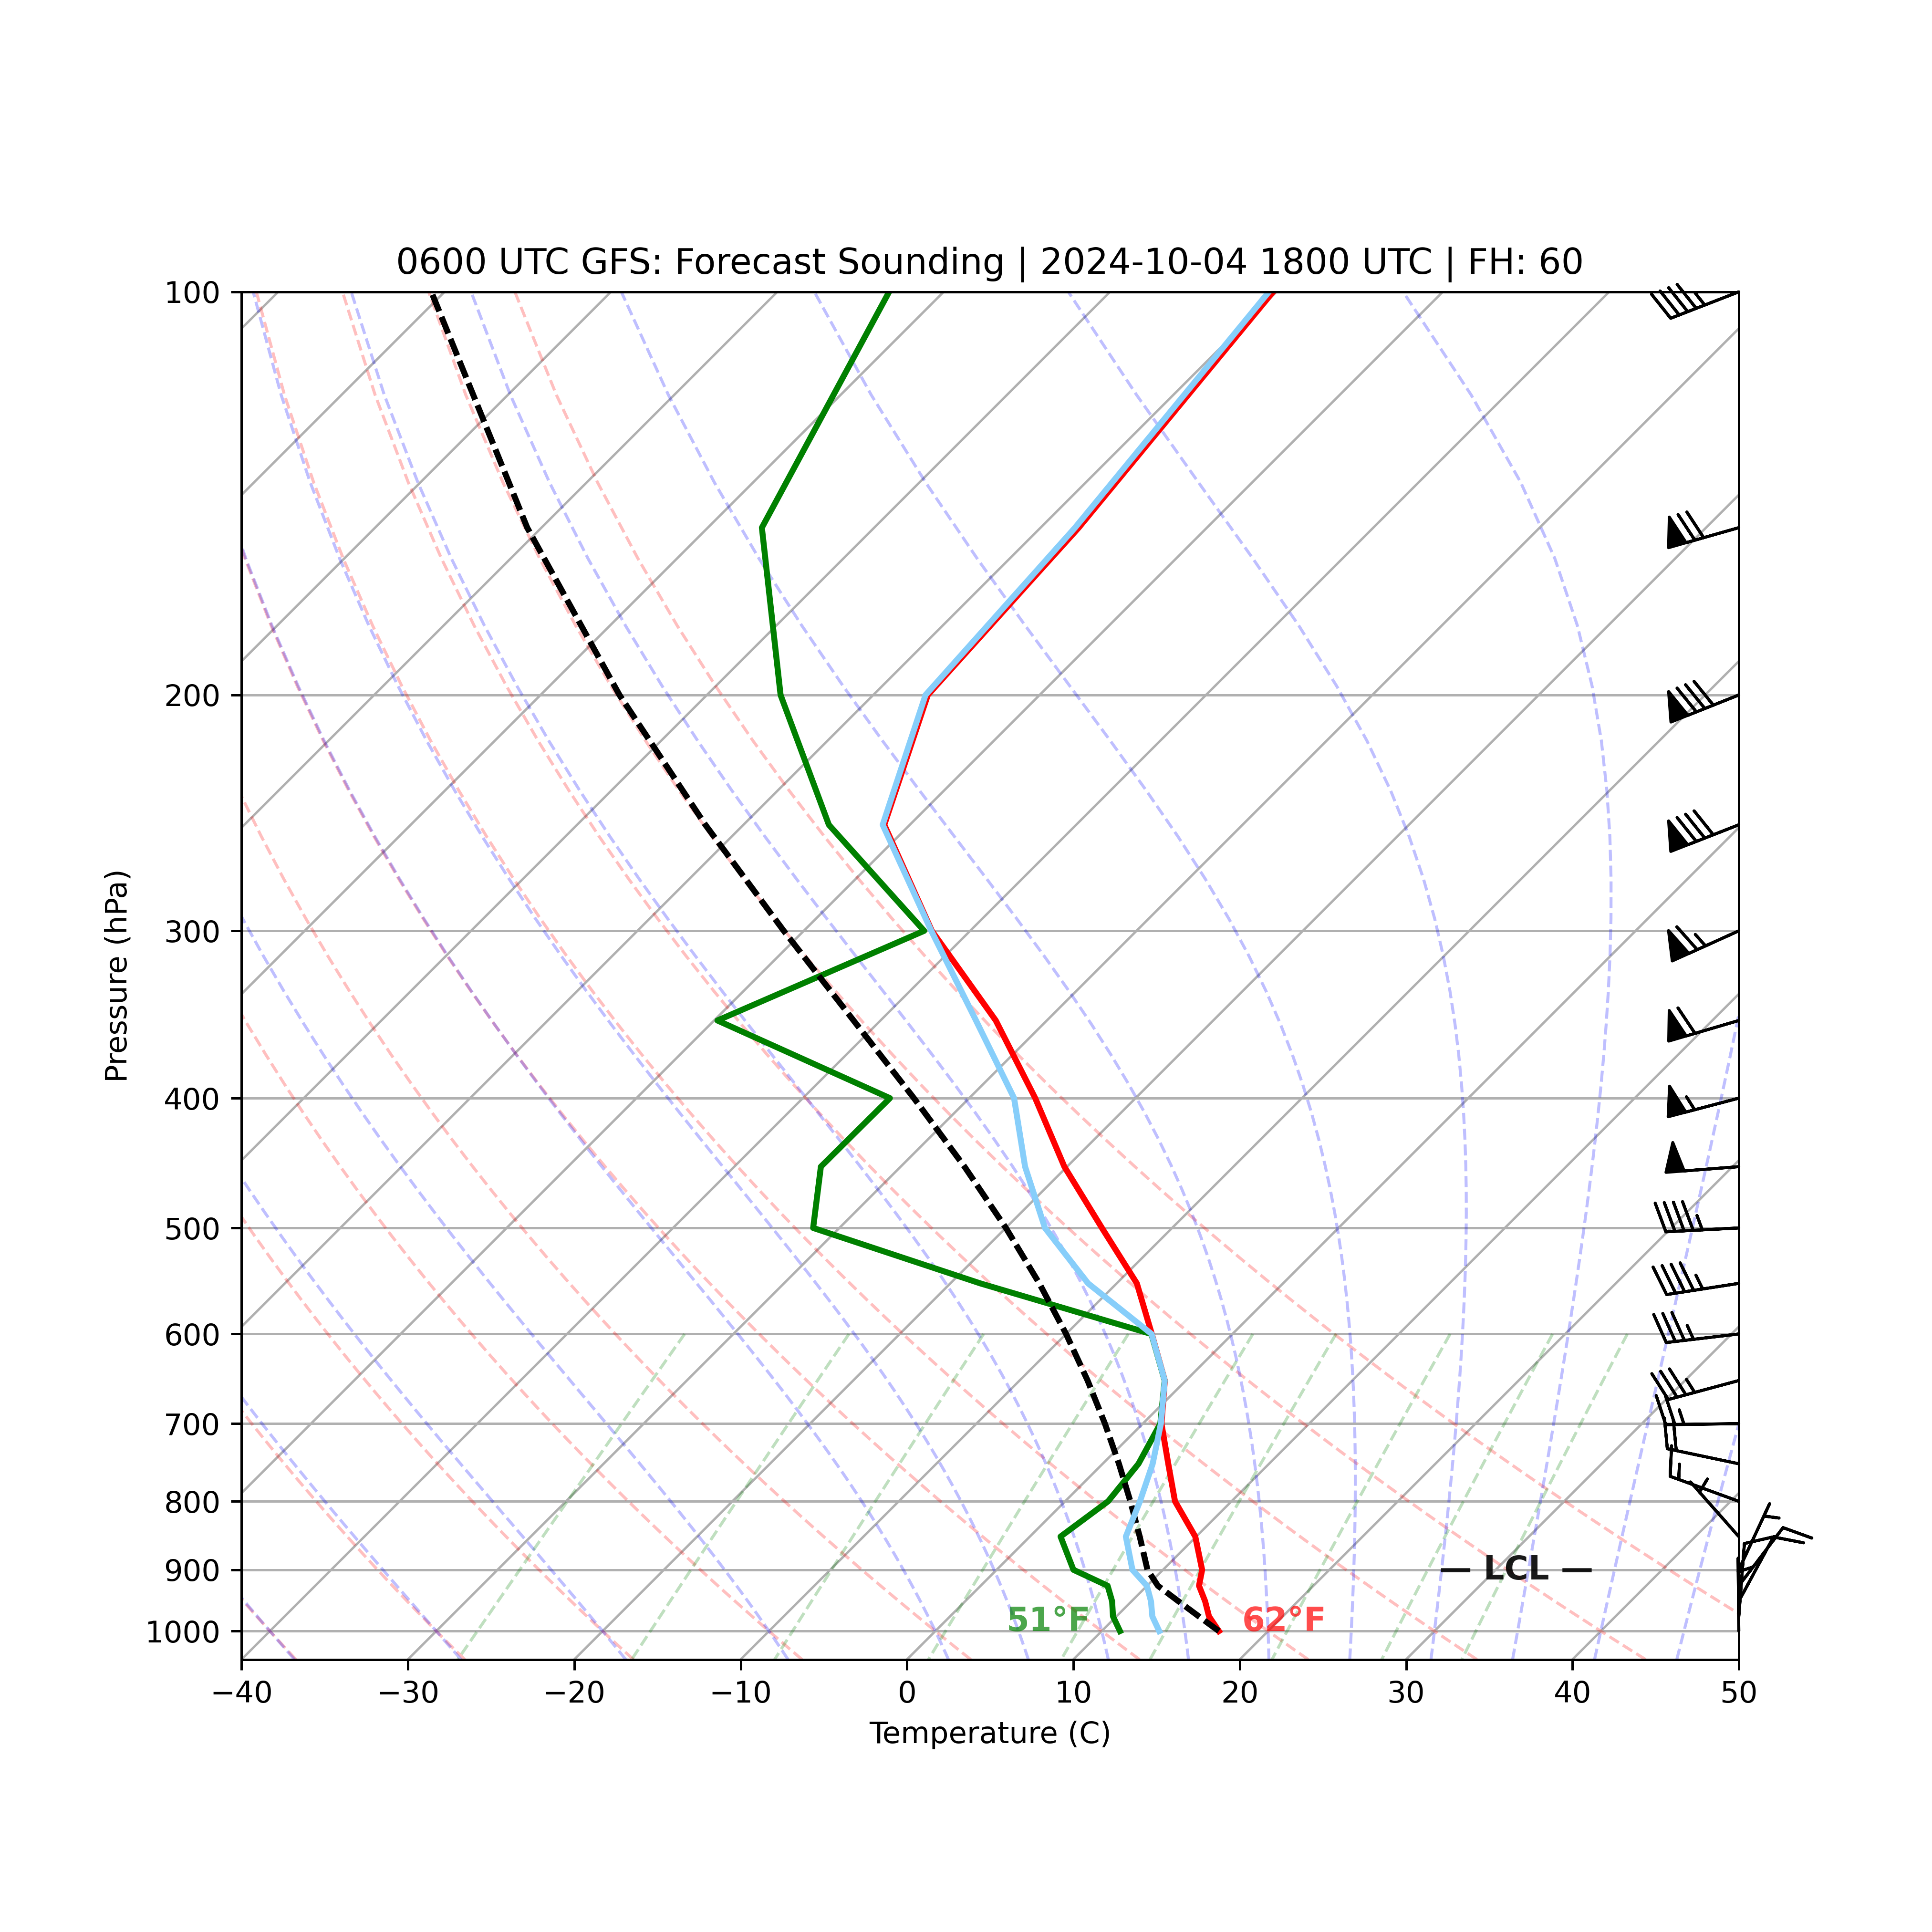 0600 UTC GFS: Forecast Sounding | 2024-10-04 1800 UTC | FH: 60
100
200
300
400
500
600
700
800
900
1000
Pressure (hPa)
LCL
51°F
62°F
−40 −30 −20 −10 0 10 20 30 40 50
Temperature (C)